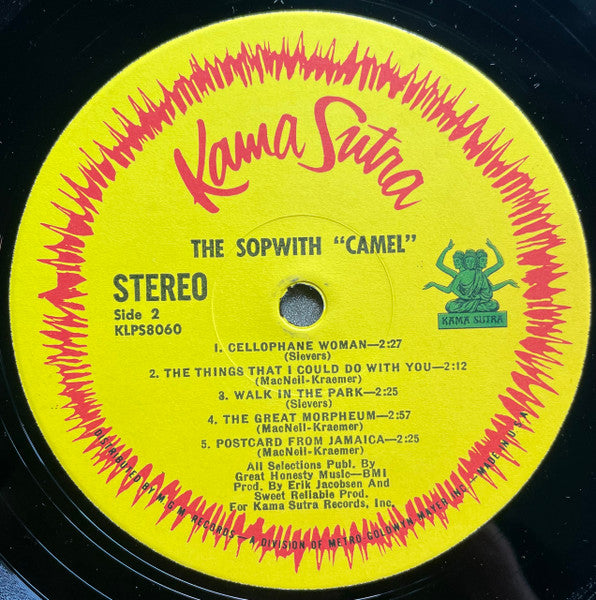 Kama Sutra
THE SOPWITH "CAMEL"
STEREO
Side 2
KLPS8060
KAMA SUTRA
1. CELLOPHANE WOMAN—2:27
(Sievers)
2. THE THINGS THAT I COULD DO WITH YOU—2:12
(MacNeil-Kraemer)
3. WALK IN THE PARK—2:25
(Sievers)
4. THE GREAT MORPHEUM—2:57
(MacNeil-Kraemer)
5. POSTCARD FROM JAMAICA—2:25
(MacNeil-Kraemer)
All Selections Publ. By
Great Honesty Music—BMI
Prod. By Erik Jacobsen And
Sweet Reliable Prod.
For Kama Sutra Records, Inc.
DISTRIBUTED BY M G M RECORDS—A DIVISION OF METRO-GOLDWYN-MAYER INC.—MADE IN U.S.A.